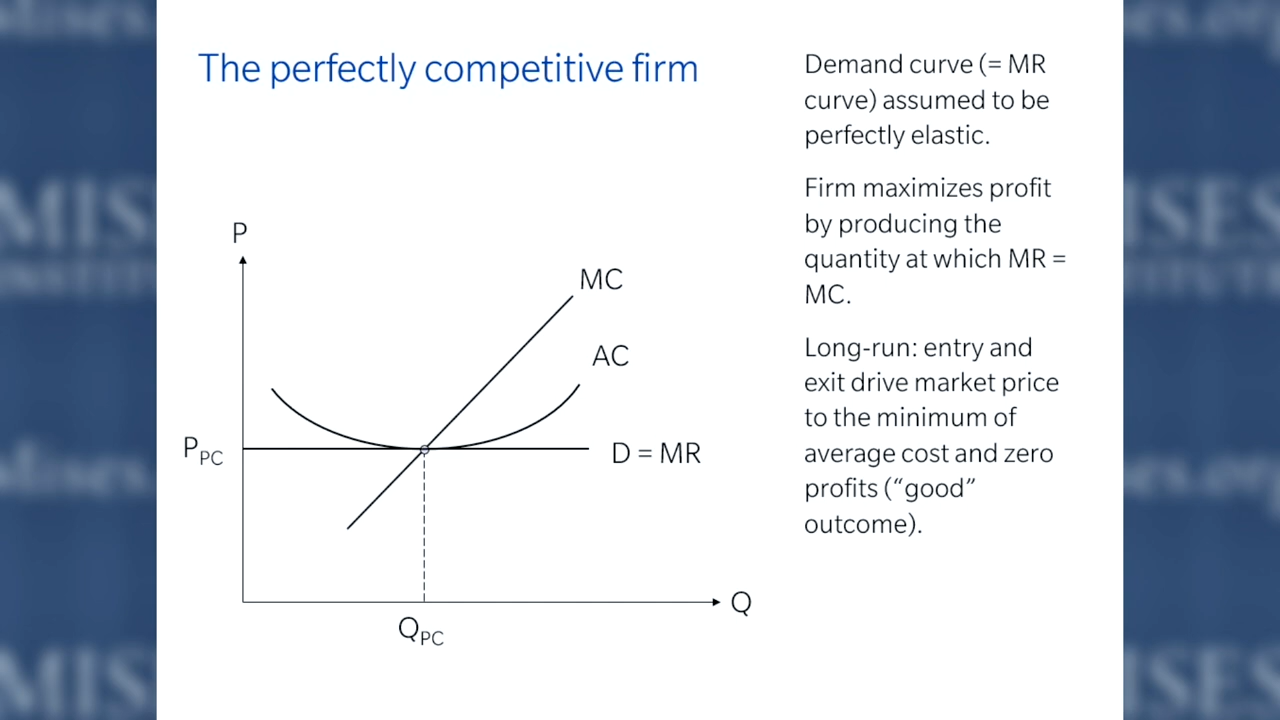 The perfectly competitive firm
P
MC
AC
P_PC
D = MR
Q
Q_PC
Demand curve (= MR
curve) assumed to be
perfectly elastic.
Firm maximizes profit
by producing the
quantity at which MR =
MC.
Long-run: entry and
exit drive market price
to the minimum of
average cost and zero
profits (“good”
outcome).